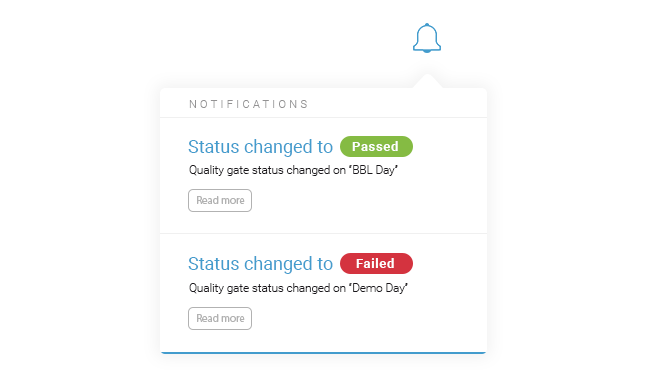 NOTIFICATIONS
Status changed to Passed
Quality gate status changed on "BBL Day"
Read more
Status changed to Failed
Quality gate status changed on "Demo Day"
Read more